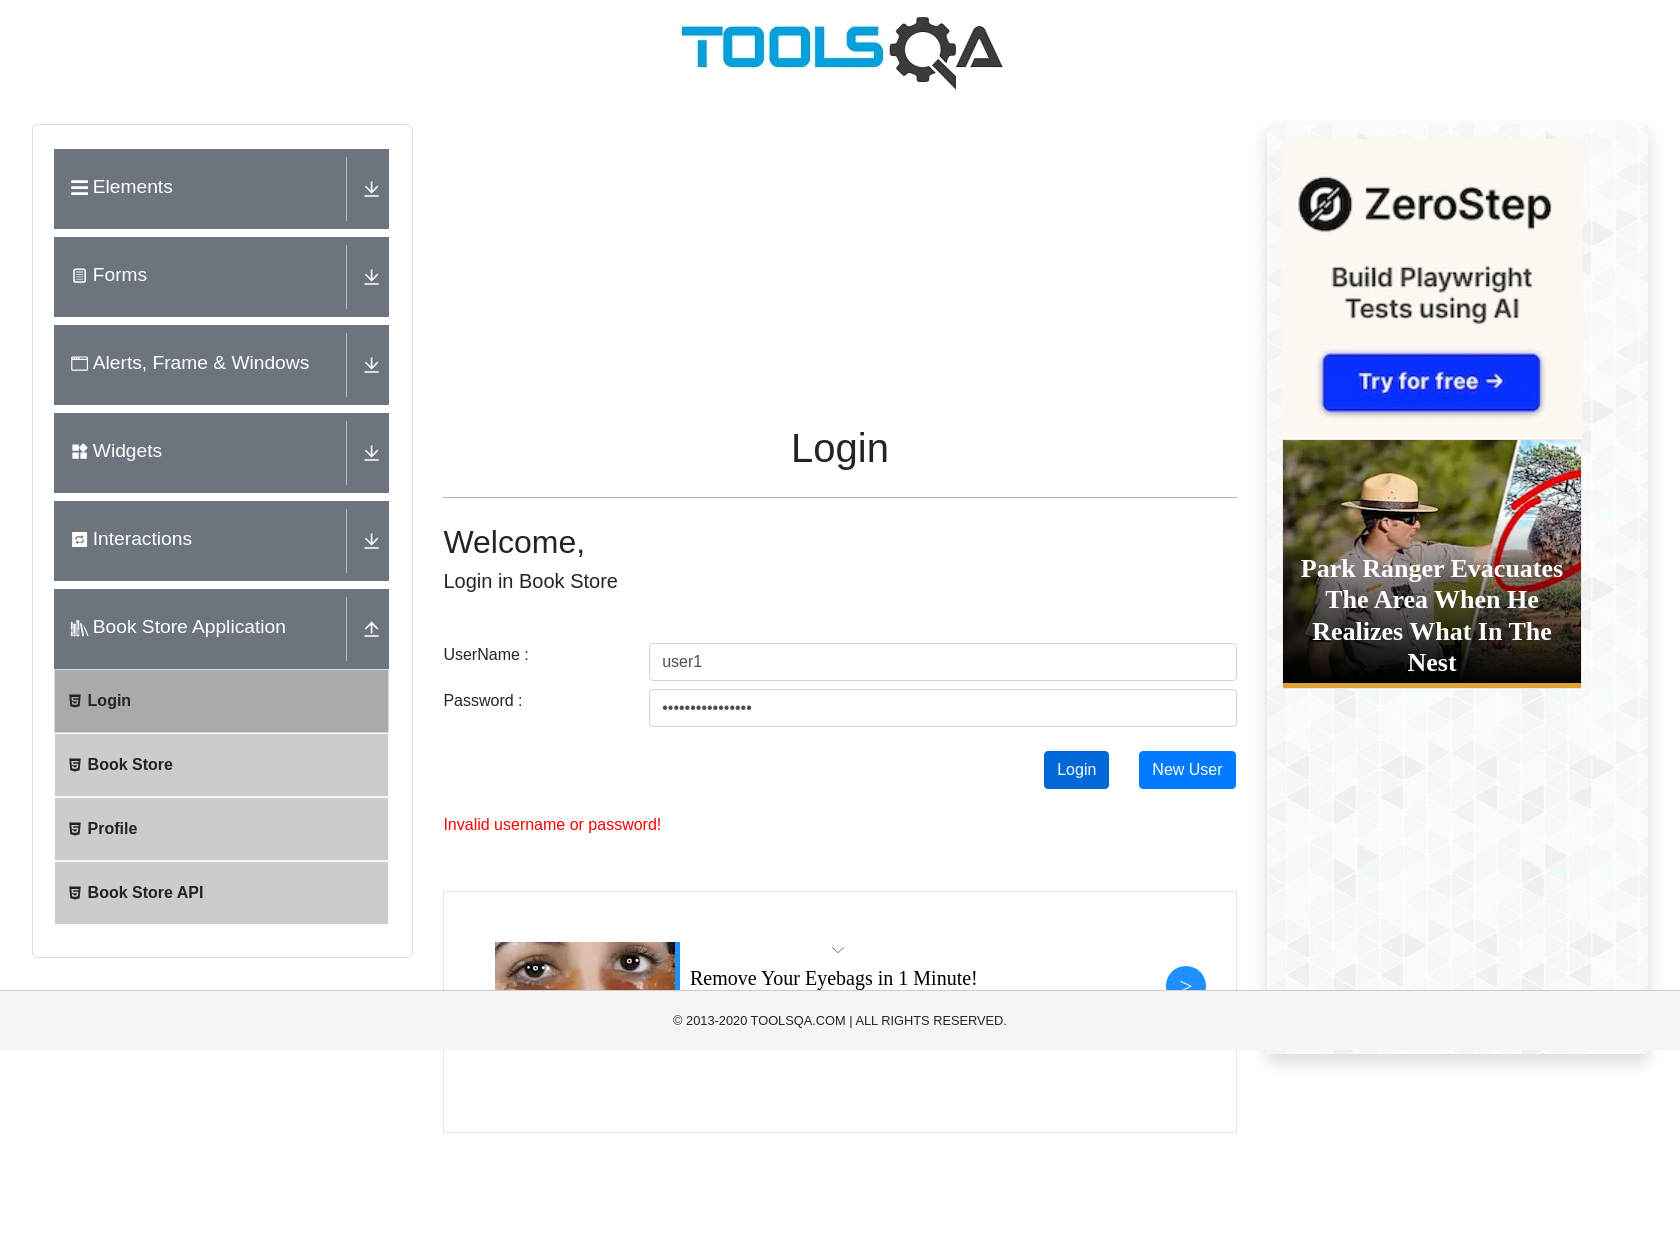 TOOLSQA
Elements
Forms
Alerts, Frame & Windows
Widgets
Interactions
Book Store Application
Login
Book Store
Profile
Book Store API
Login
Welcome,
Login in Book Store
UserName :
user1
Password :
••••••••••••••••
Login
New User
Invalid username or password!
Remove Your Eyebags in 1 Minute!
>
ZeroStep
Build Playwright
Tests using AI
Try for free →
Park Ranger Evacuates
The Area When He
Realizes What In The
Nest
© 2013-2020 TOOLSQA.COM | ALL RIGHTS RESERVED.